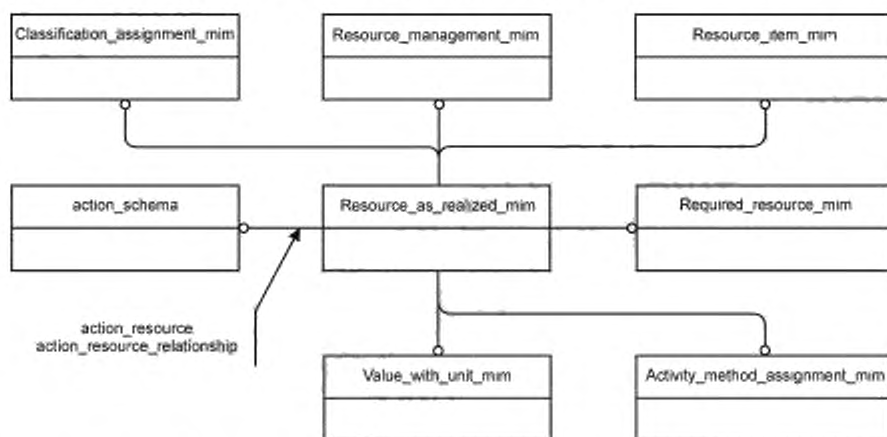 Classification_assignment_mim
Resource_management_mim
Resource_item_mim
action_schema
Resource_as_realized_mim
Required_resource_mim
action_resource
action_resource_relationship
Value_with_unit_mim
Activity_method_assignment_mim